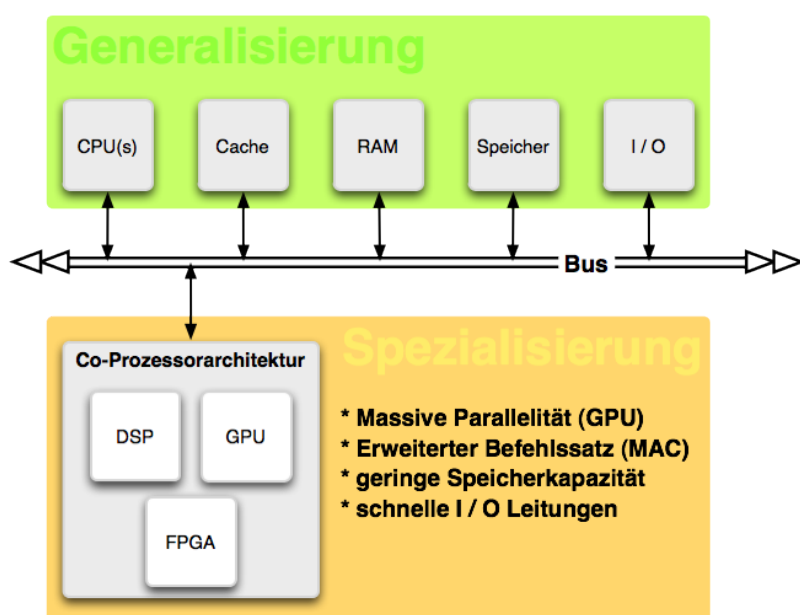 Generalisierung
CPU(s)
Cache
RAM
Speicher
I / O
Bus
Spezialisierung
Co-Prozessorarchitektur
DSP
GPU
FPGA
* Massive Parallelität (GPU)
* Erweiterter Befehlssatz (MAC)
* geringe Speicherkapazität
* schnelle I / O Leitungen